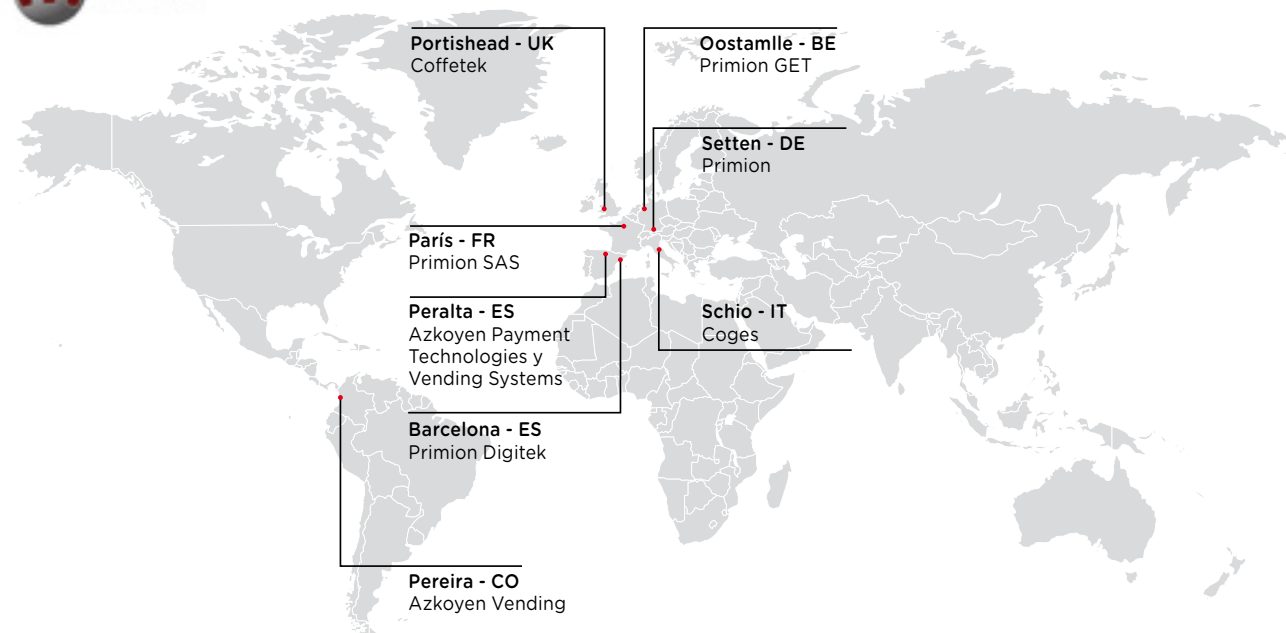 Portishead - UK
Coffetek
Oostamlle - BE
Primion GET
Setten - DE
Primion
París - FR
Primion SAS
Peralta - ES
Azkoyen Payment
Technologies y
Vending Systems
Schio - IT
Coges
Barcelona - ES
Primion Digitek
Pereira - CO
Azkoyen Vending